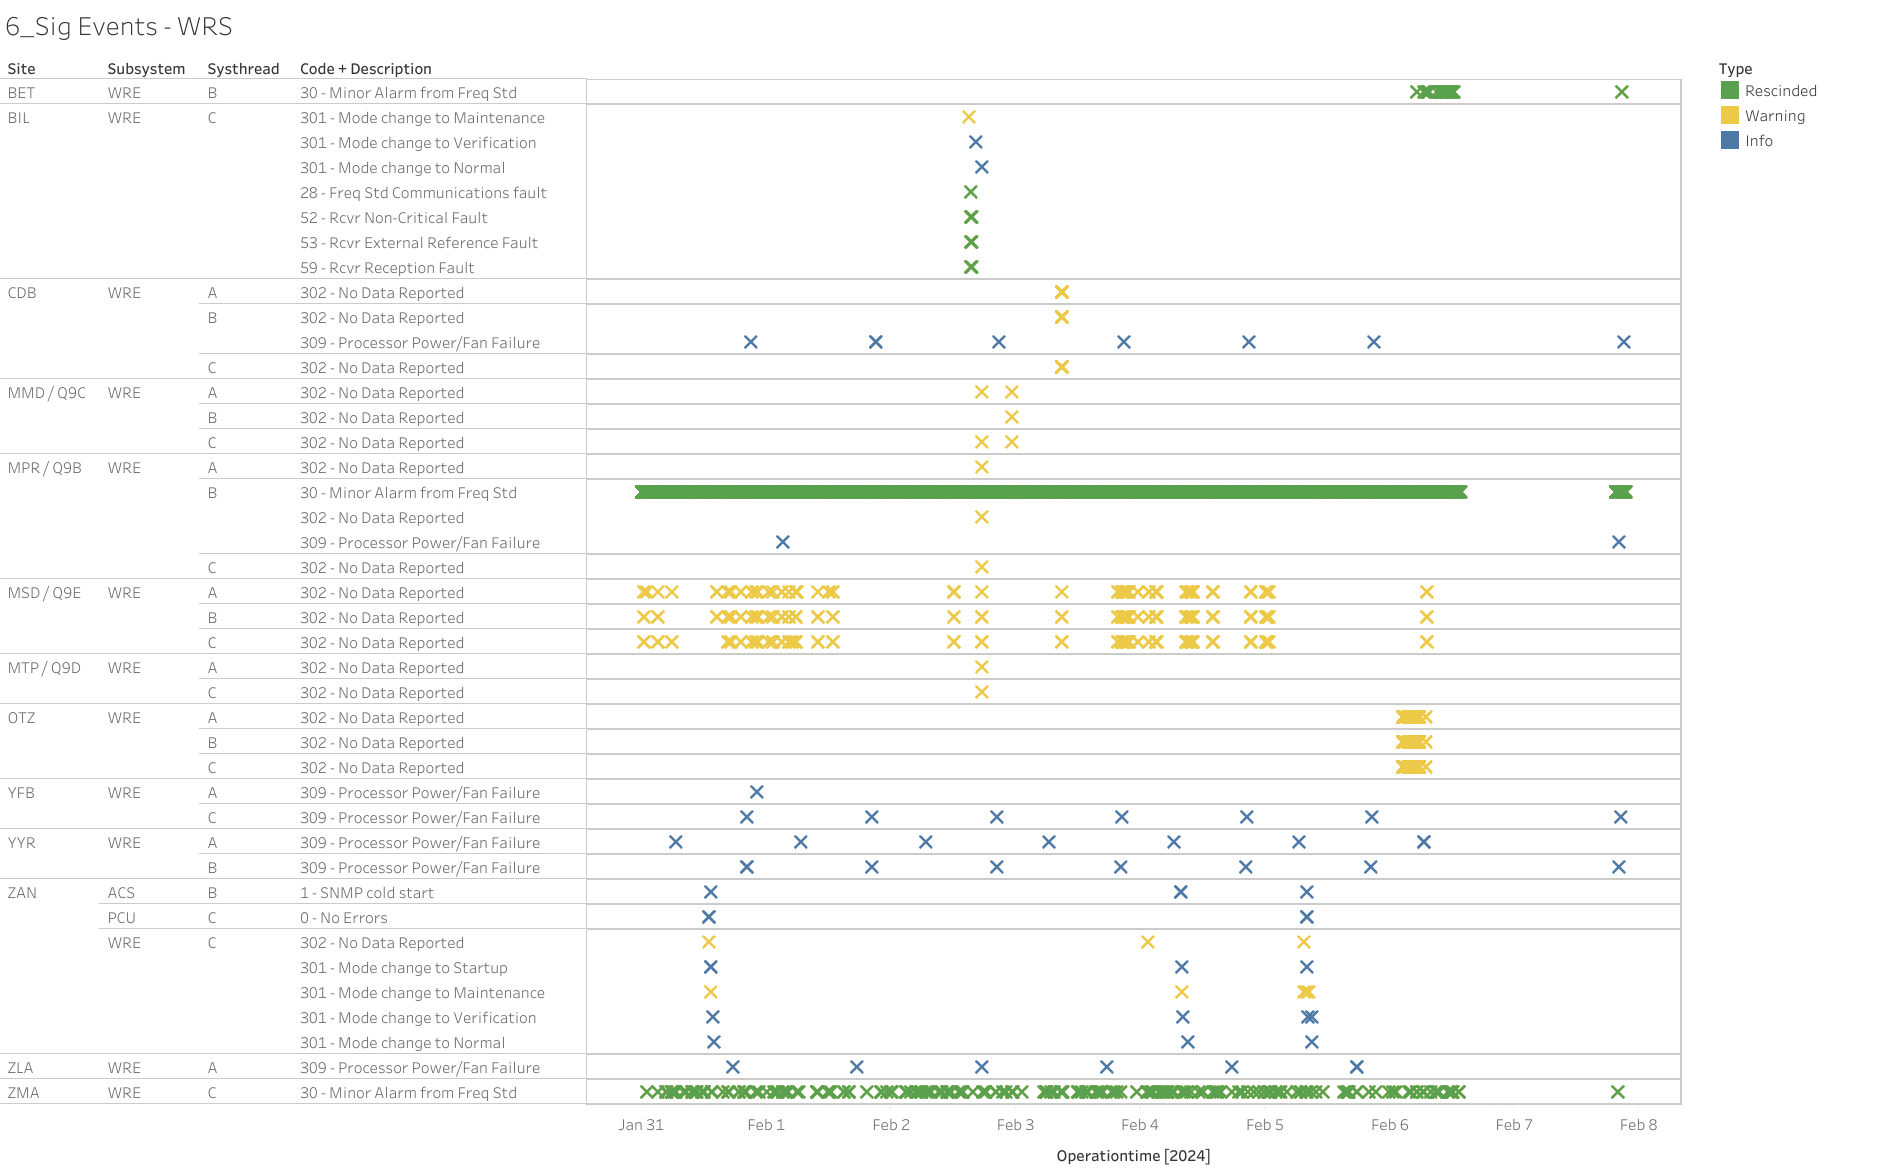 6_Sig Events - WRS
Site Subsystem Systhread Code + Description
BET WRE B 30 - Minor Alarm from Freq Std
BIL WRE C 301 - Mode change to Maintenance
301 - Mode change to Verification
301 - Mode change to Normal
28 - Freq Std Communications fault
52 - Rcvr Non-Critical Fault
53 - Rcvr External Reference Fault
59 - Rcvr Reception Fault
CDB WRE A 302 - No Data Reported
B 302 - No Data Reported
309 - Processor Power/Fan Failure
C 302 - No Data Reported
MMD / Q9C WRE A 302 - No Data Reported
B 302 - No Data Reported
C 302 - No Data Reported
MPR / Q9B WRE A 302 - No Data Reported
B 30 - Minor Alarm from Freq Std
302 - No Data Reported
309 - Processor Power/Fan Failure
C 302 - No Data Reported
MSD / Q9E WRE A 302 - No Data Reported
B 302 - No Data Reported
C 302 - No Data Reported
MTP / Q9D WRE A 302 - No Data Reported
C 302 - No Data Reported
OTZ WRE A 302 - No Data Reported
B 302 - No Data Reported
C 302 - No Data Reported
YFB WRE A 309 - Processor Power/Fan Failure
C 309 - Processor Power/Fan Failure
YYR WRE A 309 - Processor Power/Fan Failure
B 309 - Processor Power/Fan Failure
ZAN ACS B 1 - SNMP cold start
PCU C 0 - No Errors
WRE C 302 - No Data Reported
301 - Mode change to Startup
301 - Mode change to Maintenance
301 - Mode change to Verification
301 - Mode change to Normal
ZLA WRE A 309 - Processor Power/Fan Failure
ZMA WRE C 30 - Minor Alarm from Freq Std
Jan 31 Feb 1 Feb 2 Feb 3 Feb 4 Feb 5 Feb 6 Feb 7 Feb 8
Operationtime [2024]
Type
Rescinded
Warning
Info